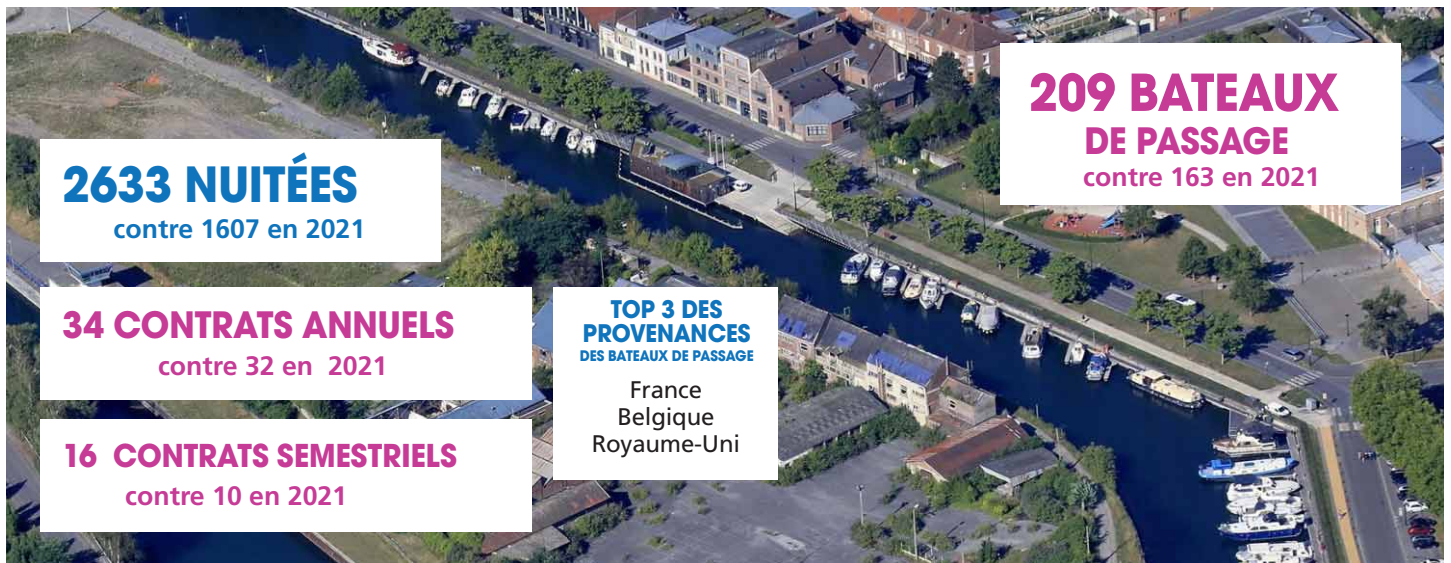 2633 NUITÉES
contre 1607 en 2021
34 CONTRATS ANNUELS
contre 32 en 2021
16 CONTRATS SEMESTRIELS
contre 10 en 2021
TOP 3 DES
PROVENANCES
DES BATEAUX DE PASSAGE
France
Belgique
Royaume-Uni
209 BATEAUX
DE PASSAGE
contre 163 en 2021